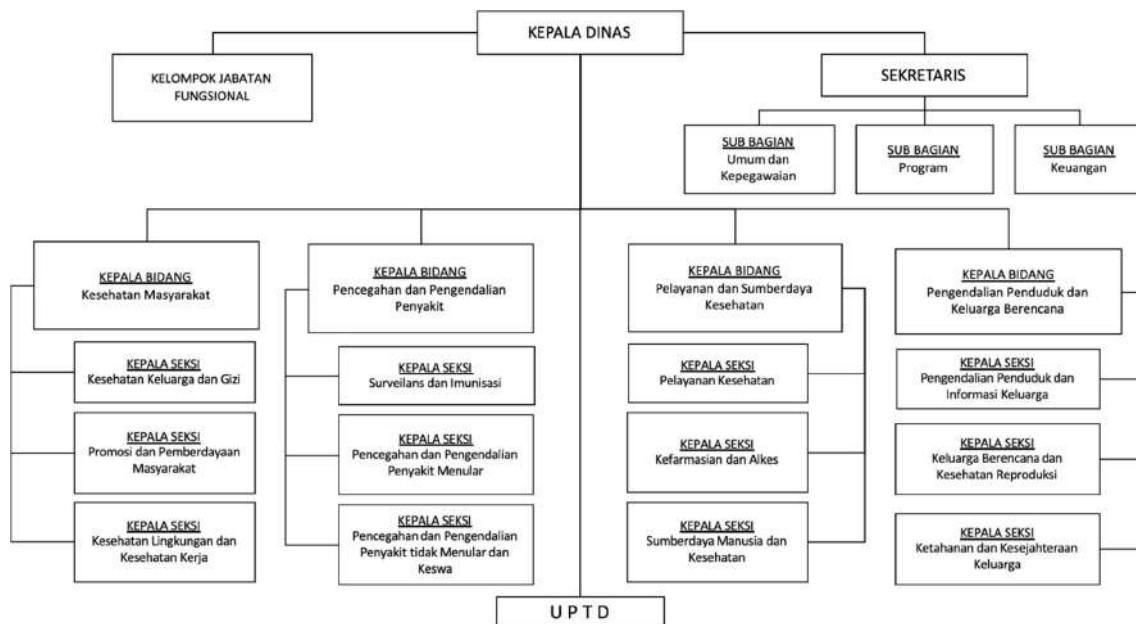 KEPALA DINAS
KELOMPOK JABATAN
FUNGSIONAL
SEKRETARIS
SUB BAGIAN
Umum dan
Kepegawaian
SUB BAGIAN
Program
SUB BAGIAN
Keuangan
KEPALA BIDANG
Kesehatan Masyarakat
KEPALA SEKSI
Kesehatan Keluarga dan Gizi
KEPALA SEKSI
Promosi dan Pemberdayaan
Masyarakat
KEPALA SEKSI
Kesehatan Lingkungan dan
Kesehatan Kerja
KEPALA BIDANG
Pencegahan dan Pengendalian
Penyakit
KEPALA SEKSI
Surveilans dan Imunisasi
KEPALA SEKSI
Pencegahan dan Pengendalian
Penyakit Menular
KEPALA SEKSI
Pencegahan dan Pengendalian
Penyakit tidak Menular dan
Keswa
KEPALA BIDANG
Pelayanan dan Sumberdaya
Kesehatan
KEPALA SEKSI
Pelayanan Kesehatan
KEPALA SEKSI
Kefarmasian dan Alkes
KEPALA SEKSI
Sumberdaya Manusia dan
Kesehatan
KEPALA BIDANG
Pengendalian Penduduk dan
Keluarga Berencana
KEPALA SEKSI
Pengendalian Penduduk dan
Informasi Keluarga
KEPALA SEKSI
Keluarga Berencana dan
Kesehatan Reproduksi
KEPALA SEKSI
Ketahanan dan Kesejahteraan
Keluarga
U P T D